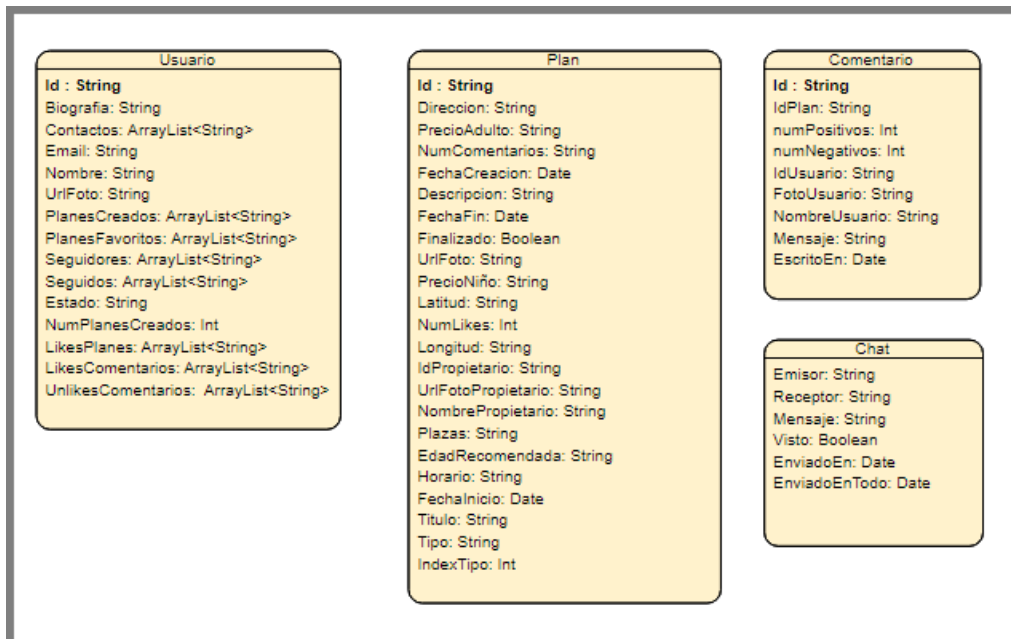 Usuario
Id : String
Biografia: String
Contactos: ArrayList<String>
Email: String
Nombre: String
UrlFoto: String
PlanesCreados: ArrayList<String>
PlanesFavoritos: ArrayList<String>
Seguidores: ArrayList<String>
Seguidos: ArrayList<String>
Estado: String
NumPlanesCreados: Int
LikesPlanes: ArrayList<String>
LikesComentarios: ArrayList<String>
UnlikesComentarios: ArrayList<String>
Plan
Id : String
Direccion: String
PrecioAdulto: String
NumComentarios: String
FechaCreacion: Date
Descripcion: String
FechaFin: Date
Finalizado: Boolean
UrlFoto: String
PrecioNiño: String
Latitud: String
NumLikes: Int
Longitud: String
IdPropietario: String
UrlFotoPropietario: String
NombrePropietario: String
Plazas: String
EdadRecomendada: String
Horario: String
FechaInicio: Date
Titulo: String
Tipo: String
IndexTipo: Int
Comentario
Id : String
IdPlan: String
numPositivos: Int
numNegativos: Int
IdUsuario: String
FotoUsuario: String
NombreUsuario: String
Mensaje: String
EscritoEn: Date
Chat
Emisor: String
Receptor: String
Mensaje: String
Visto: Boolean
EnviadoEn: Date
EnviadoEnTodo: Date